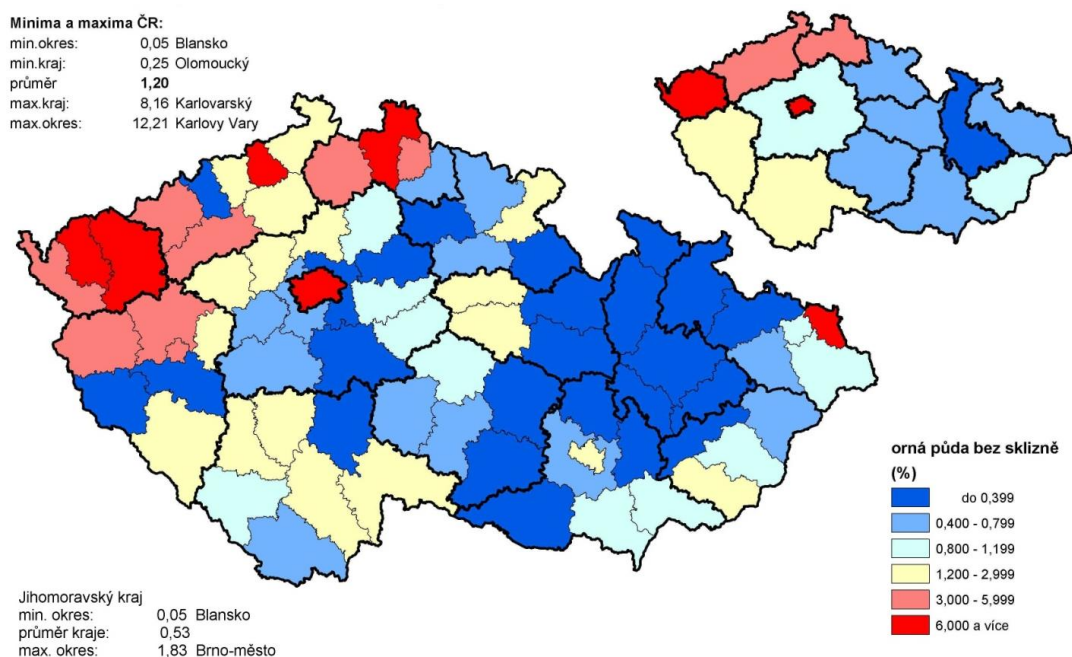 Minima a maxima ČR:
min.okres: 0,05 Blansko
min.kraj: 0,25 Olomoucký
průměr 1,20
max.kraj: 8,16 Karlovarský
max.okres: 12,21 Karlovy Vary
orná půda bez sklizně
(%)
do 0,399
0,400 - 0,799
0,800 - 1,199
1,200 - 2,999
3,000 - 5,999
6,000 a více
Jihomoravský kraj
min. okres: 0,05 Blansko
průměr kraje: 0,53
max. okres: 1,83 Brno-město